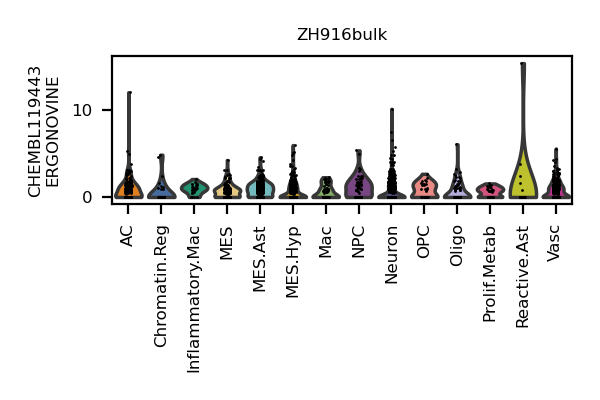 ZH916bulk
CHEMBL119443
ERGONOVINE
10
0
AC
Chromatin.Reg
Inflammatory.Mac
MES
MES.Ast
MES.Hyp
Mac
NPC
Neuron
OPC
Oligo
Prolif.Metab
Reactive.Ast
Vasc